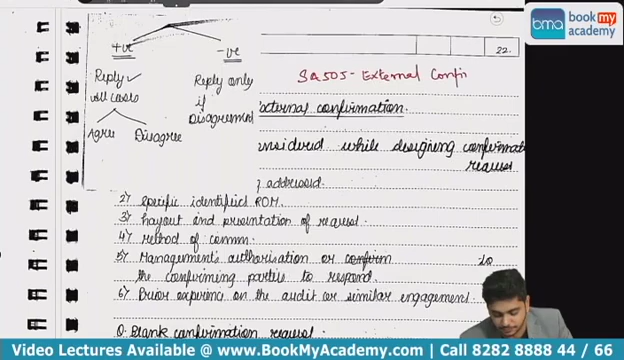 +ve
-ve
Reply ✓
all cases
Agree Disagree
Reply only
if
Disagreement
bma book my academy
22.
SA 505 - External Confi
external confirmation.
considered while designing confirmation
request
addressed.
2) specific identified ROM.
3) Layout and presentation of request.
4) Method of comm.
5) Management's authorisation or confirm to
the confirming parties to respond.
6) Prior experience on the audit or similar engagement.
Q. Blank confirmation request.
Video Lectures Available @ www.BookMyAcademy.com / Call 8282 8888 44 / 66